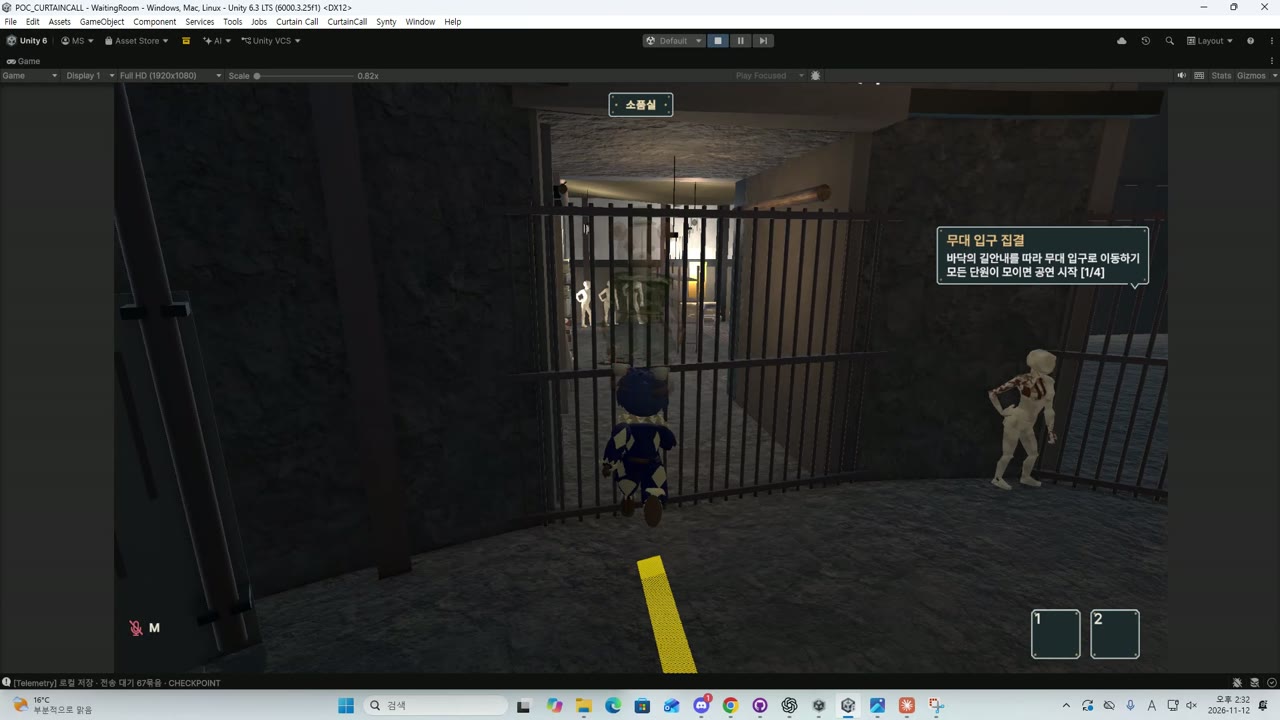 POC_CURTAINCALL - WaitingRoom - Windows, Mac, Linux - Unity 6.3 LTS (6000.3.25f1) <DX12>
File Edit Assets GameObject Component Services Tools Jobs Curtain Call CurtainCall Synty Window Help
Unity 6 MS Asset Store AI Unity VCS Default Layout
Game
Game Display 1 Full HD (1920x1080) Scale 0.82x Play Focused Stats Gizmos
소품실
무대 입구 집결
바닥의 길안내를 따라 무대 입구로 이동하기
모든 단원이 모이면 공연 시작 [1/4]
M
1 2
[Telemetry] 로컬 저장 · 전송 대기 67묶음 · CHECKPOINT
16°C
부분적으로 맑음
검색
1
A
오후 2:32
2026-11-12